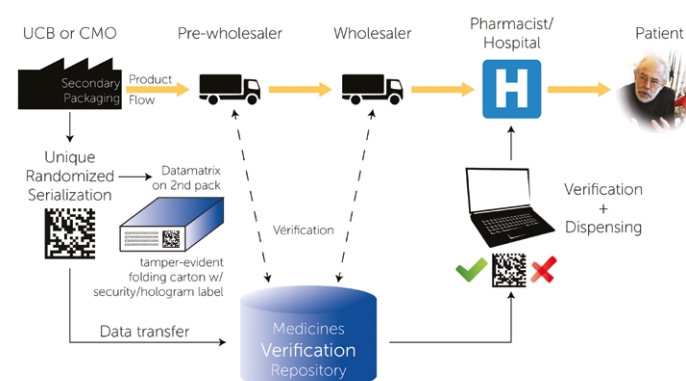 UCB or CMO
Pre-wholesaler
Wholesaler
Pharmacist/
Hospital
Patient
Secondary
Packaging
Product
Flow
H
Unique
Randomized
Serialization
Datamatrix
on 2nd pack
tamper-evident
folding carton w/
security/hologram label
Vérification
Verification
+
Dispensing
Data transfer
Medicines
Verification
Repository